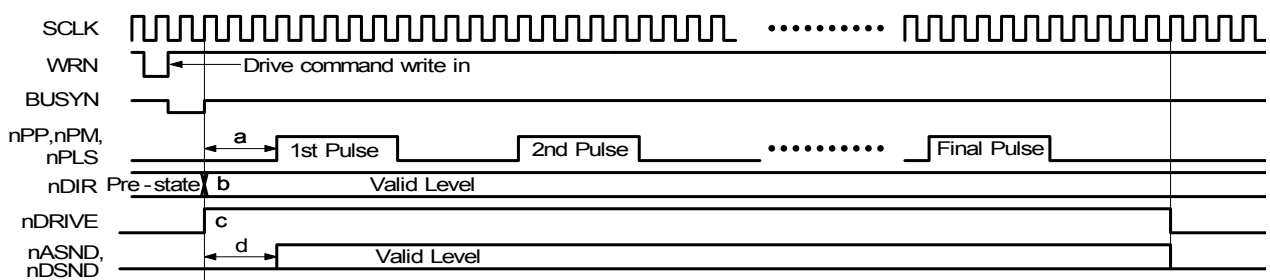 SCLK
WRN
Drive command write in
BUSYN
nPP,nPM,
nPLS
a
1st Pulse
2nd Pulse
Final Pulse
nDIR
Pre-state
b
Valid Level
nDRIVE
c
nASND,
nDSND
d
Valid Level